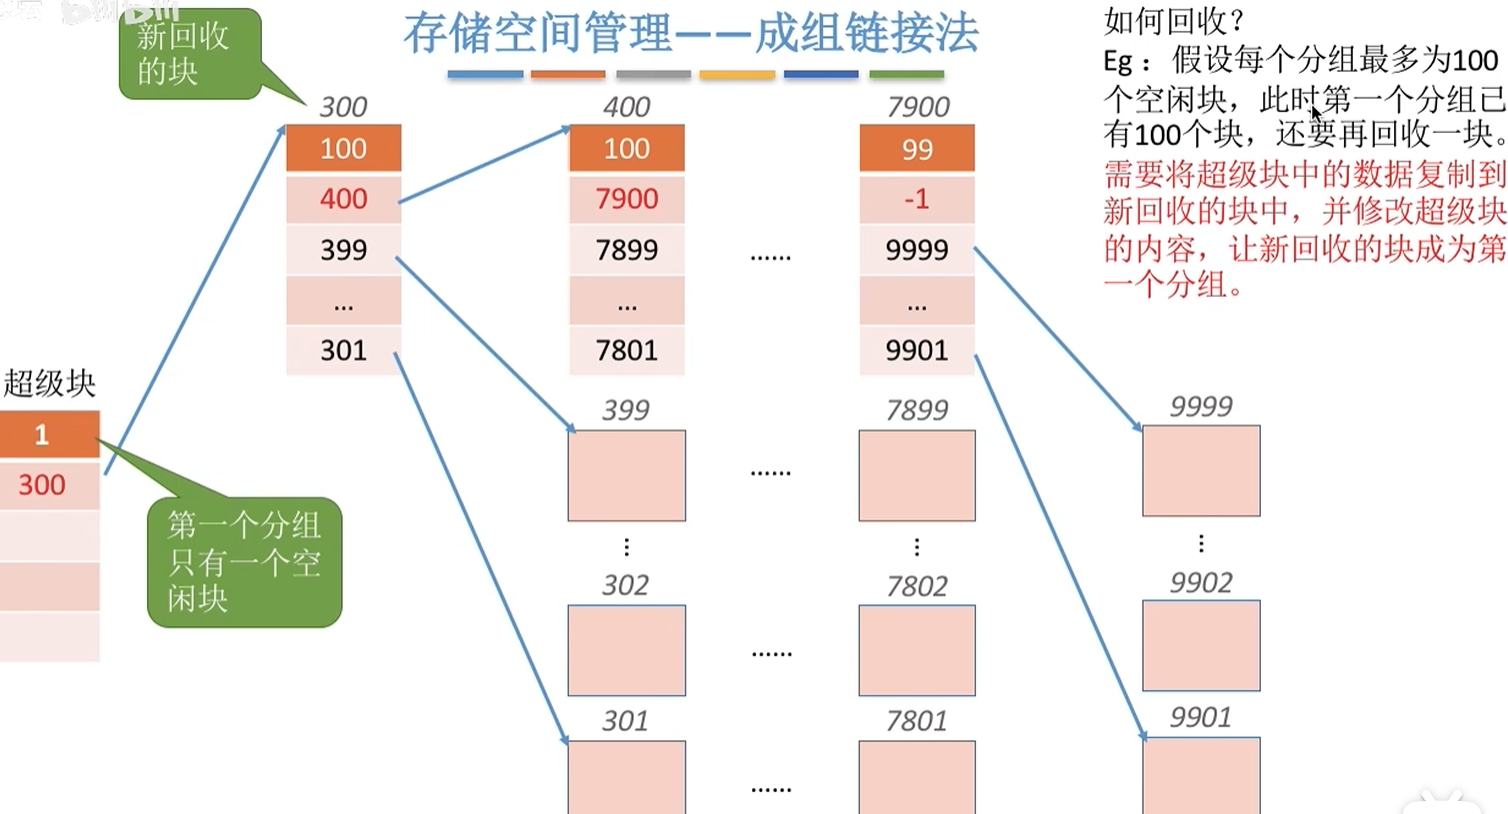 新回收
的块
存储空间管理——成组链接法
如何回收？
Eg：假设每个分组最多为100
个空闲块，此时第一个分组已
有100个块，还要再回收一块。
需要将超级块中的数据复制到
新回收的块中，并修改超级块
的内容，让新回收的块成为第
一个分组。
300
100
400
399
...
301
400
100
7900
7899
...
7801
......
7900
99
-1
9999
...
9901
超级块
1
300
第一个分组
只有一个空
闲块
399
7899
9999
......
302
7802
9902
......
301
7801
9901
......